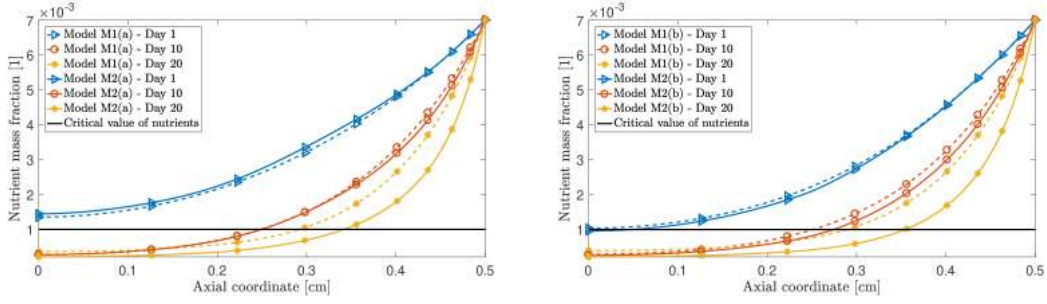 ×10⁻³
7
6
5
4
3
2
1
0
0.1
0.2
0.3
0.4
0.5
Nutrient mass fraction [1]
Axial coordinate [cm]
Model M1(a) - Day 1
Model M1(a) - Day 10
Model M1(a) - Day 20
Model M2(a) - Day 1
Model M2(a) - Day 10
Model M2(a) - Day 20
Critical value of nutrients
×10⁻³
7
6
5
4
3
2
1
0
0.1
0.2
0.3
0.4
0.5
Nutrient mass fraction [1]
Axial coordinate [cm]
Model M1(b) - Day 1
Model M1(b) - Day 10
Model M1(b) - Day 20
Model M2(b) - Day 1
Model M2(b) - Day 10
Model M2(b) - Day 20
Critical value of nutrients